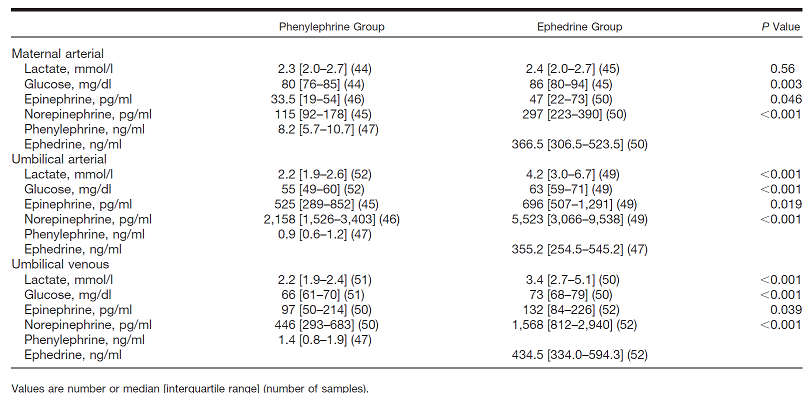 Phenylephrine Group Ephedrine Group P Value
Maternal arterial
Lactate, mmol/l 2.3 [2.0–2.7] (44) 2.4 [2.0–2.7] (45) 0.56
Glucose, mg/dl 80 [76–85] (44) 86 [80–94] (45) 0.003
Epinephrine, pg/ml 33.5 [19–54] (46) 47 [22–73] (50) 0.046
Norepinephrine, pg/ml 115 [92–178] (45) 297 [223–390] (50) <0.001
Phenylephrine, ng/ml 8.2 [5.7–10.7] (47)
Ephedrine, ng/ml 366.5 [306.5–523.5] (50)
Umbilical arterial
Lactate, mmol/l 2.2 [1.9–2.6] (52) 4.2 [3.0–6.7] (49) <0.001
Glucose, mg/dl 55 [49–60] (52) 63 [59–71] (49) <0.001
Epinephrine, pg/ml 525 [289–852] (45) 696 [507–1,291] (49) 0.019
Norepinephrine, pg/ml 2,158 [1,526–3,403] (46) 5,523 [3,066–9,538] (49) <0.001
Phenylephrine, ng/ml 0.9 [0.6–1.2] (47)
Ephedrine, ng/ml 355.2 [254.5–545.2] (47)
Umbilical venous
Lactate, mmol/l 2.2 [1.9–2.4] (51) 3.4 [2.7–5.1] (50) <0.001
Glucose, mg/dl 66 [61–70] (51) 73 [68–79] (50) <0.001
Epinephrine, pg/ml 97 [50–214] (50) 132 [84–226] (52) 0.039
Norepinephrine, pg/ml 446 [293–683] (50) 1,568 [812–2,940] (52) <0.001
Phenylephrine, ng/ml 1.4 [0.8–1.9] (47)
Ephedrine, ng/ml 434.5 [334.0–594.3] (52)
Values are number or median [interquartile range] (number of samples).